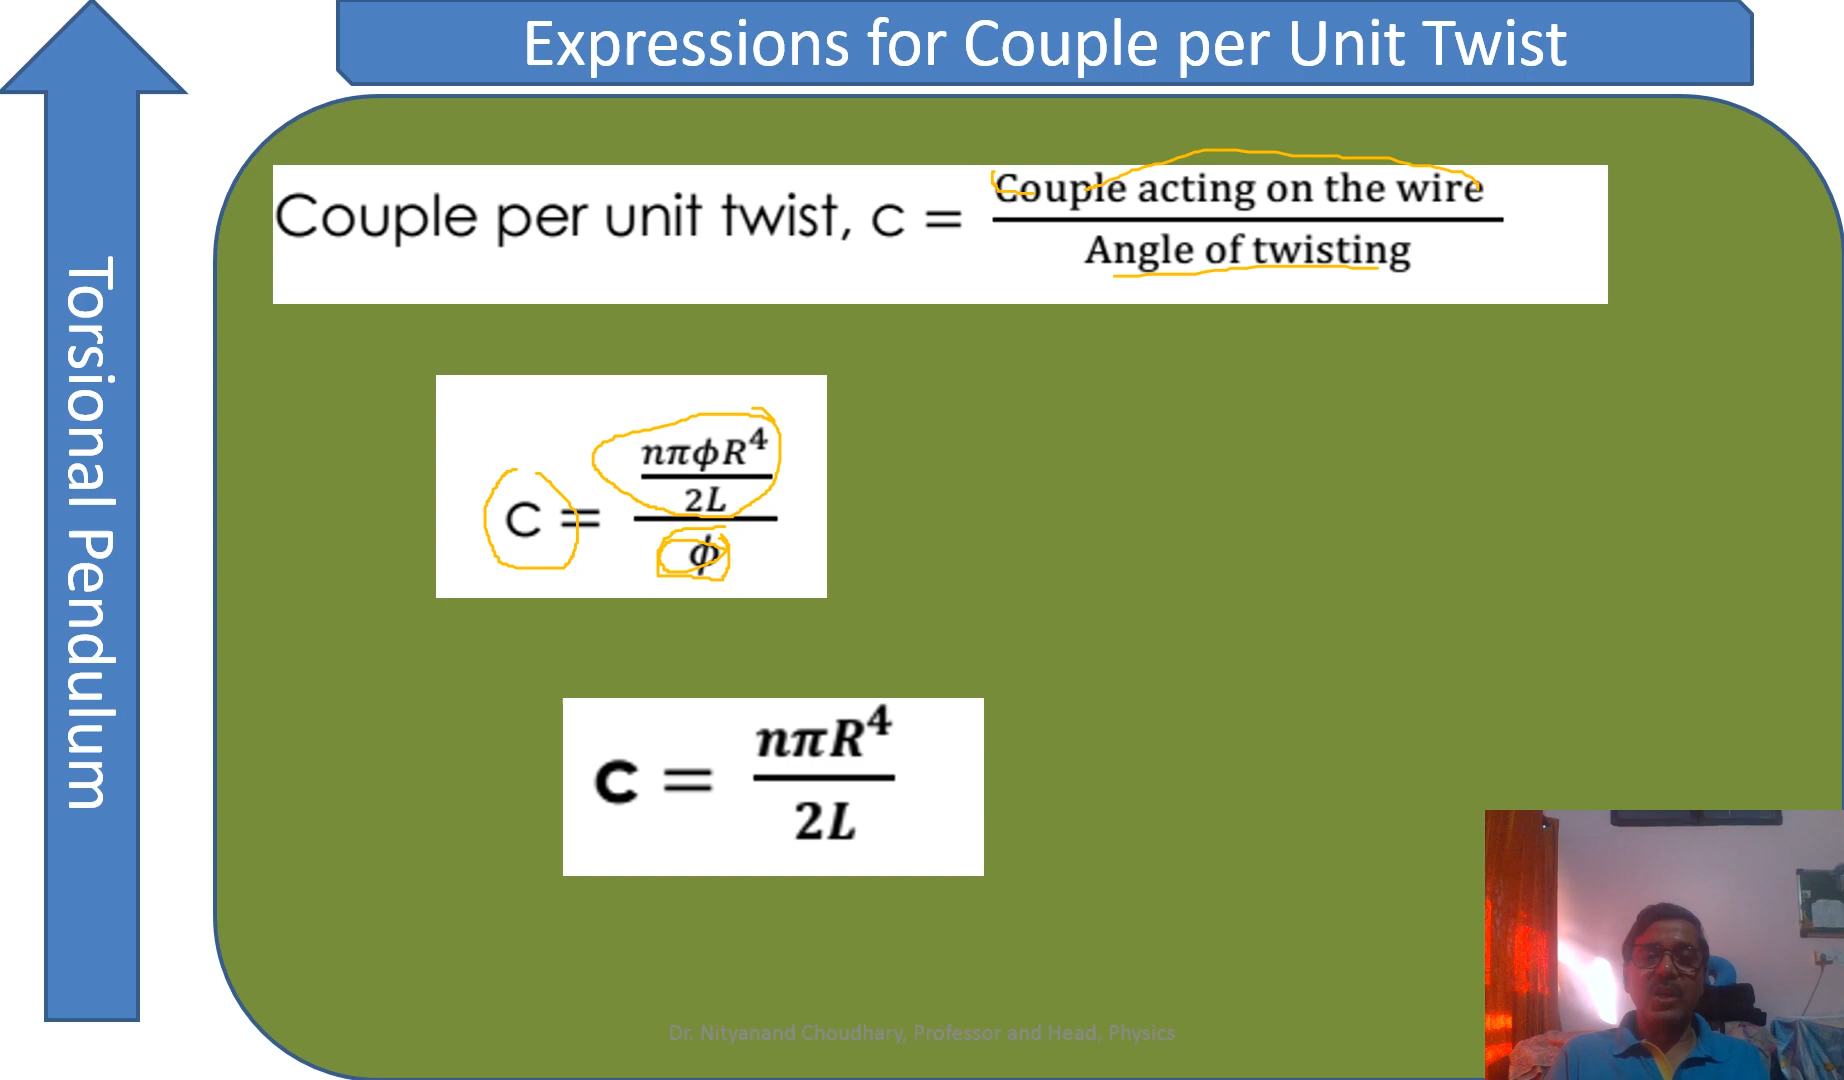 Expressions for Couple per Unit Twist
Torsional Pendulum
Couple per unit twist, c = Couple acting on the wire / Angle of twisting
c = (nπϕR⁴ / 2L) / ϕ
c = nπR⁴ / 2L
Dr. Nityanand Choudhary, Professor and Head, Physics